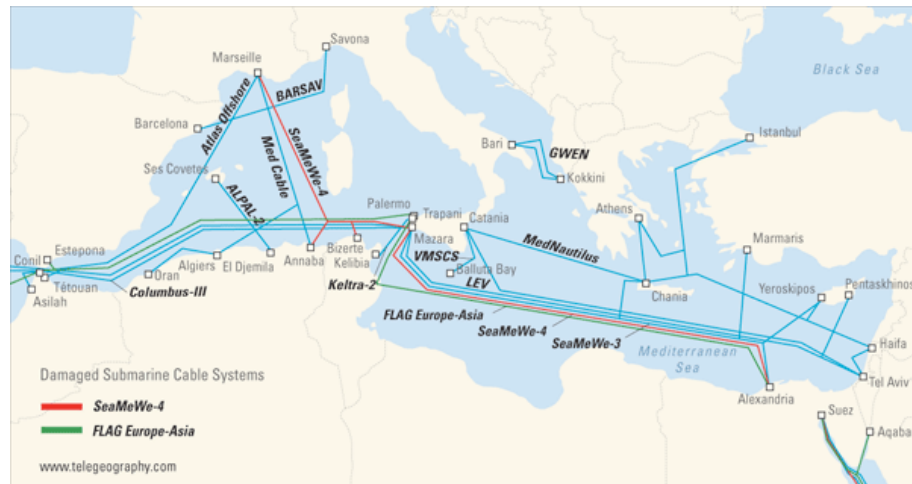 Savona
Marseille
Black Sea
BARSAV
Atlas Offshore
Barcelona
Med Cable
SeaMeWe-4
Istanbul
Bari
GWEN
Ses Covetes
Kokkini
ALPAL-2
Palermo
Trapani
Catania
Athens
Mazara
Marmaris
Estepona
Conil
Algiers
El Djemila
Annaba
Bizerte
Kelibia
VMSCS
MedNautilus
Balluta Bay
LEV
Oran
Tétouan
Asilah
Columbus-III
Keltra-2
Chania
Yeroskipos
Pentaskhinos
FLAG Europe-Asia
SeaMeWe-4
SeaMeWe-3
Haifa
Mediterranean
Sea
Tel Aviv
Alexandria
Damaged Submarine Cable Systems
SeaMeWe-4
FLAG Europe-Asia
Suez
Aqaba
www.telegeography.com